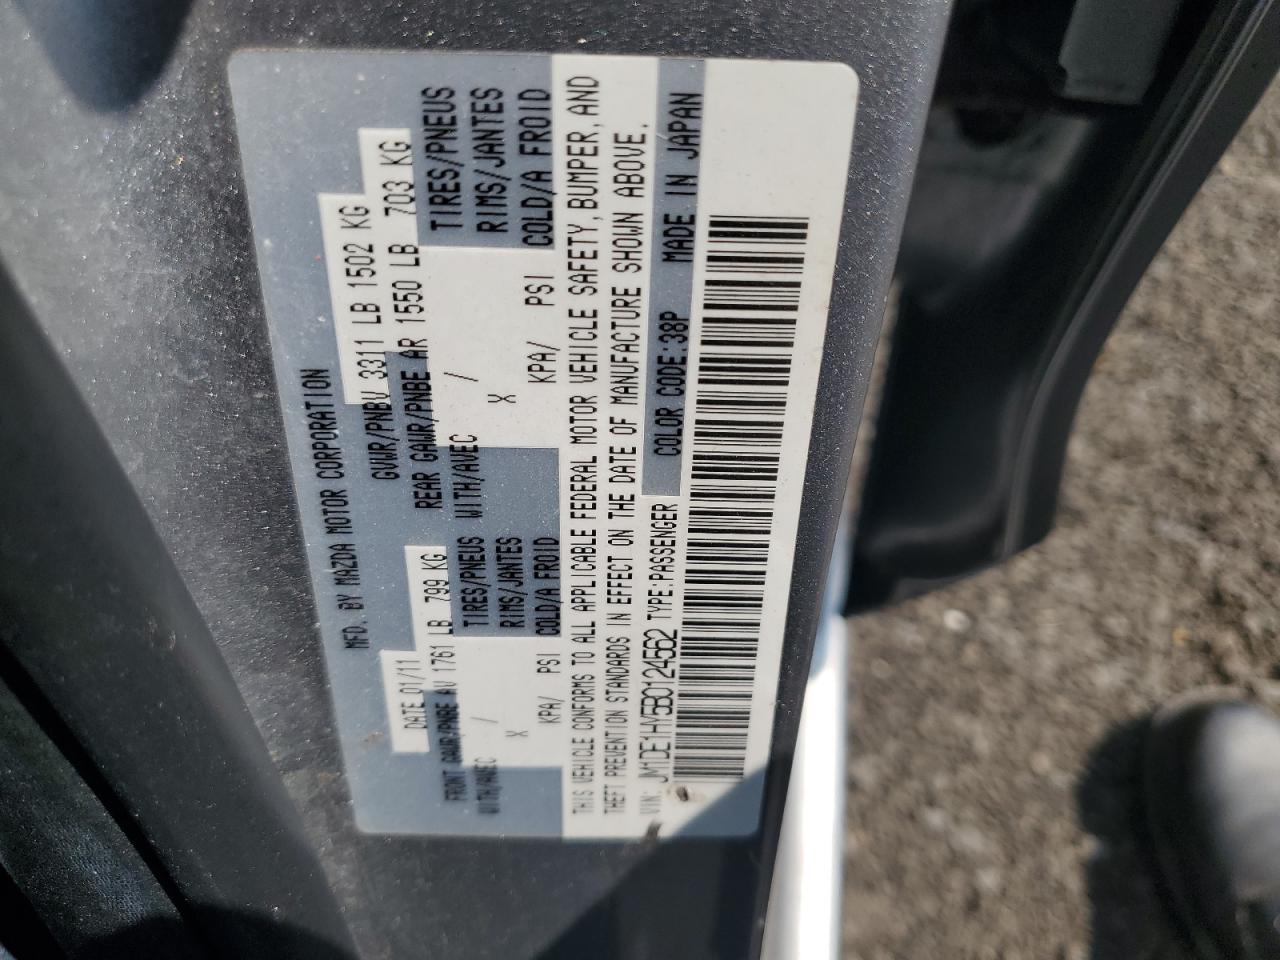 MFD. BY MAZDA MOTOR CORPORATION
DATE 01/11 GVWR/PNBV 3311 LB 1502 KG
FRONT GAWR/PNBE AV 1761 LB 799 KG REAR GAWR/PNBE AR 1550 LB 703 KG
WITH/AVEC / TIRES/PNEUS WITH/AVEC / TIRES/PNEUS
X RIMS/JANTES X RIMS/JANTES
KPA/ PSI COLD/A FROID KPA/ PSI COLD/A FROID
THIS VEHICLE CONFORMS TO ALL APPLICABLE FEDERAL MOTOR VEHICLE SAFETY, BUMPER, AND
THEFT PREVENTION STANDARDS IN EFFECT ON THE DATE OF MANUFACTURE SHOWN ABOVE.
VIN: JM1DE1HV5B0124562 TYPE:PASSENGER COLOR CODE:38P MADE IN JAPAN